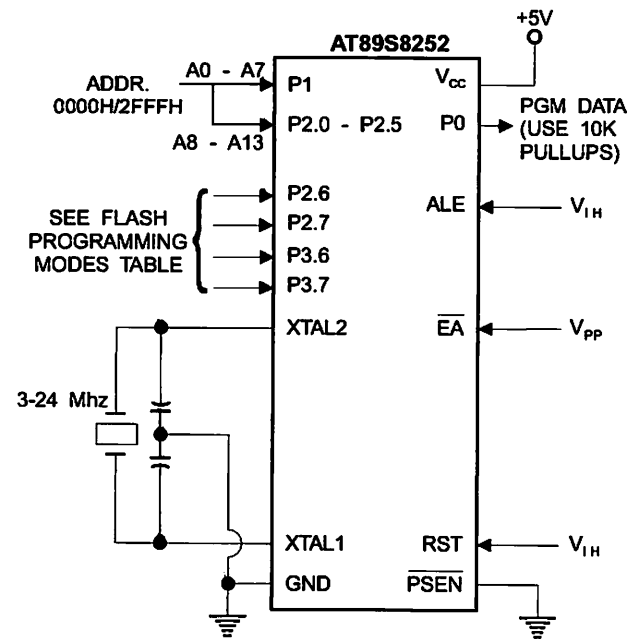 +5V
AT89S8252
A0 - A7
P1
VCC
ADDR.
0000H/2FFFH
P2.0 - P2.5
P0
PGM DATA
(USE 10K
PULLUPS)
A8 - A13
P2.6
ALE
VIH
SEE FLASH
PROGRAMMING
MODES TABLE
P2.7
P3.6
P3.7
XTAL2
EA
VPP
3-24 Mhz
XTAL1
RST
VIH
GND
PSEN